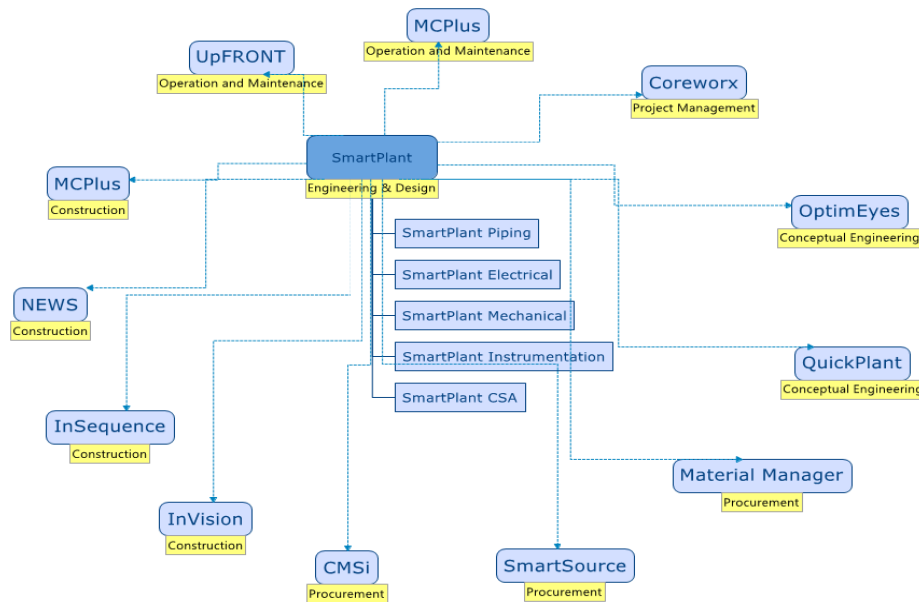 MCPlus
Operation and Maintenance
UpFRONT
Operation and Maintenance
Coreworx
Project Management
SmartPlant
Engineering & Design
MCPlus
Construction
OptimEyes
Conceptual Engineering
SmartPlant Piping
SmartPlant Electrical
SmartPlant Mechanical
SmartPlant Instrumentation
SmartPlant CSA
NEWS
Construction
QuickPlant
Conceptual Engineering
InSequence
Construction
Material Manager
Procurement
InVision
Construction
CMSi
Procurement
SmartSource
Procurement